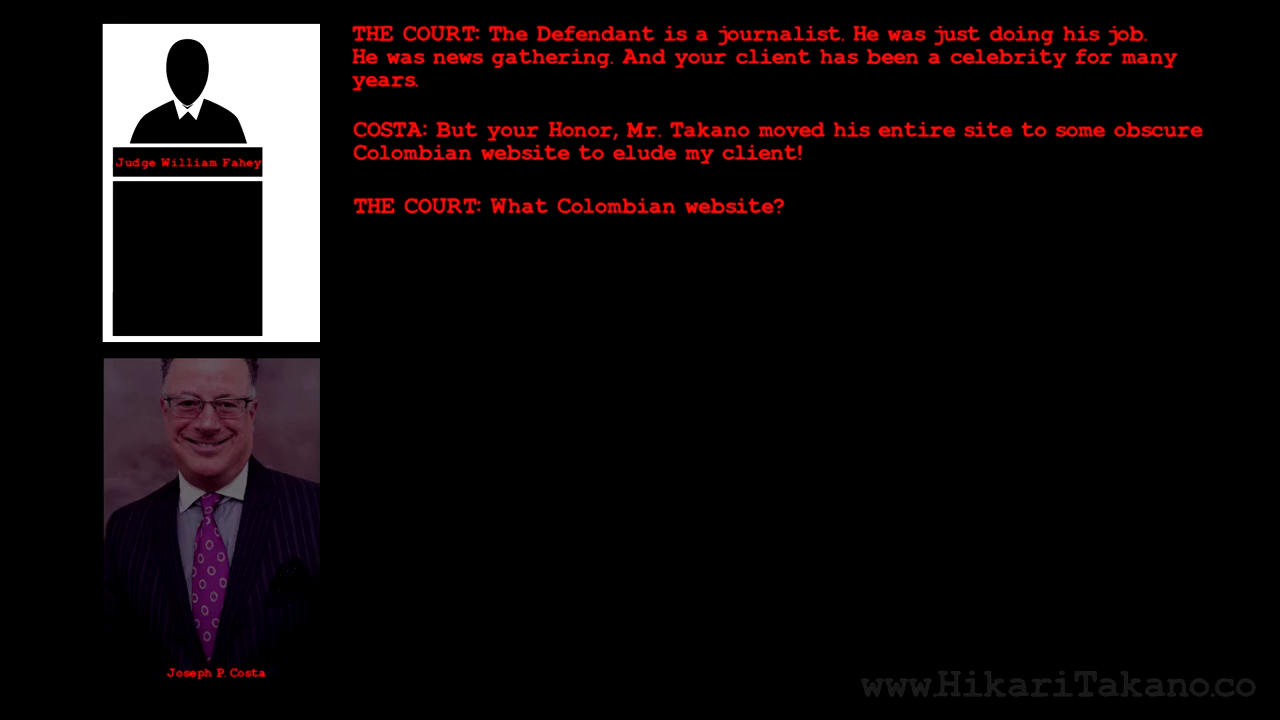 THE COURT: The Defendant is a journalist. He was just doing his job.
He was news gathering. And your client has been a celebrity for many
years.
COSTA: But your Honor, Mr. Takano moved his entire site to some obscure
Colombian website to elude my client!
THE COURT: What Colombian website?
Judge William Fahey
Joseph P. Costa
www.HikariTakano.co